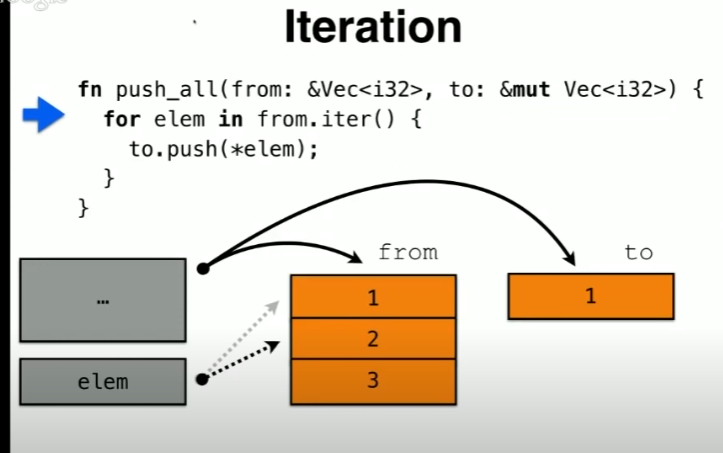 Iteration
fn push_all(from: &Vec<i32>, to: &mut Vec<i32>) {
for elem in from.iter() {
to.push(*elem);
}
}
from
to
…
1
1
2
elem
3